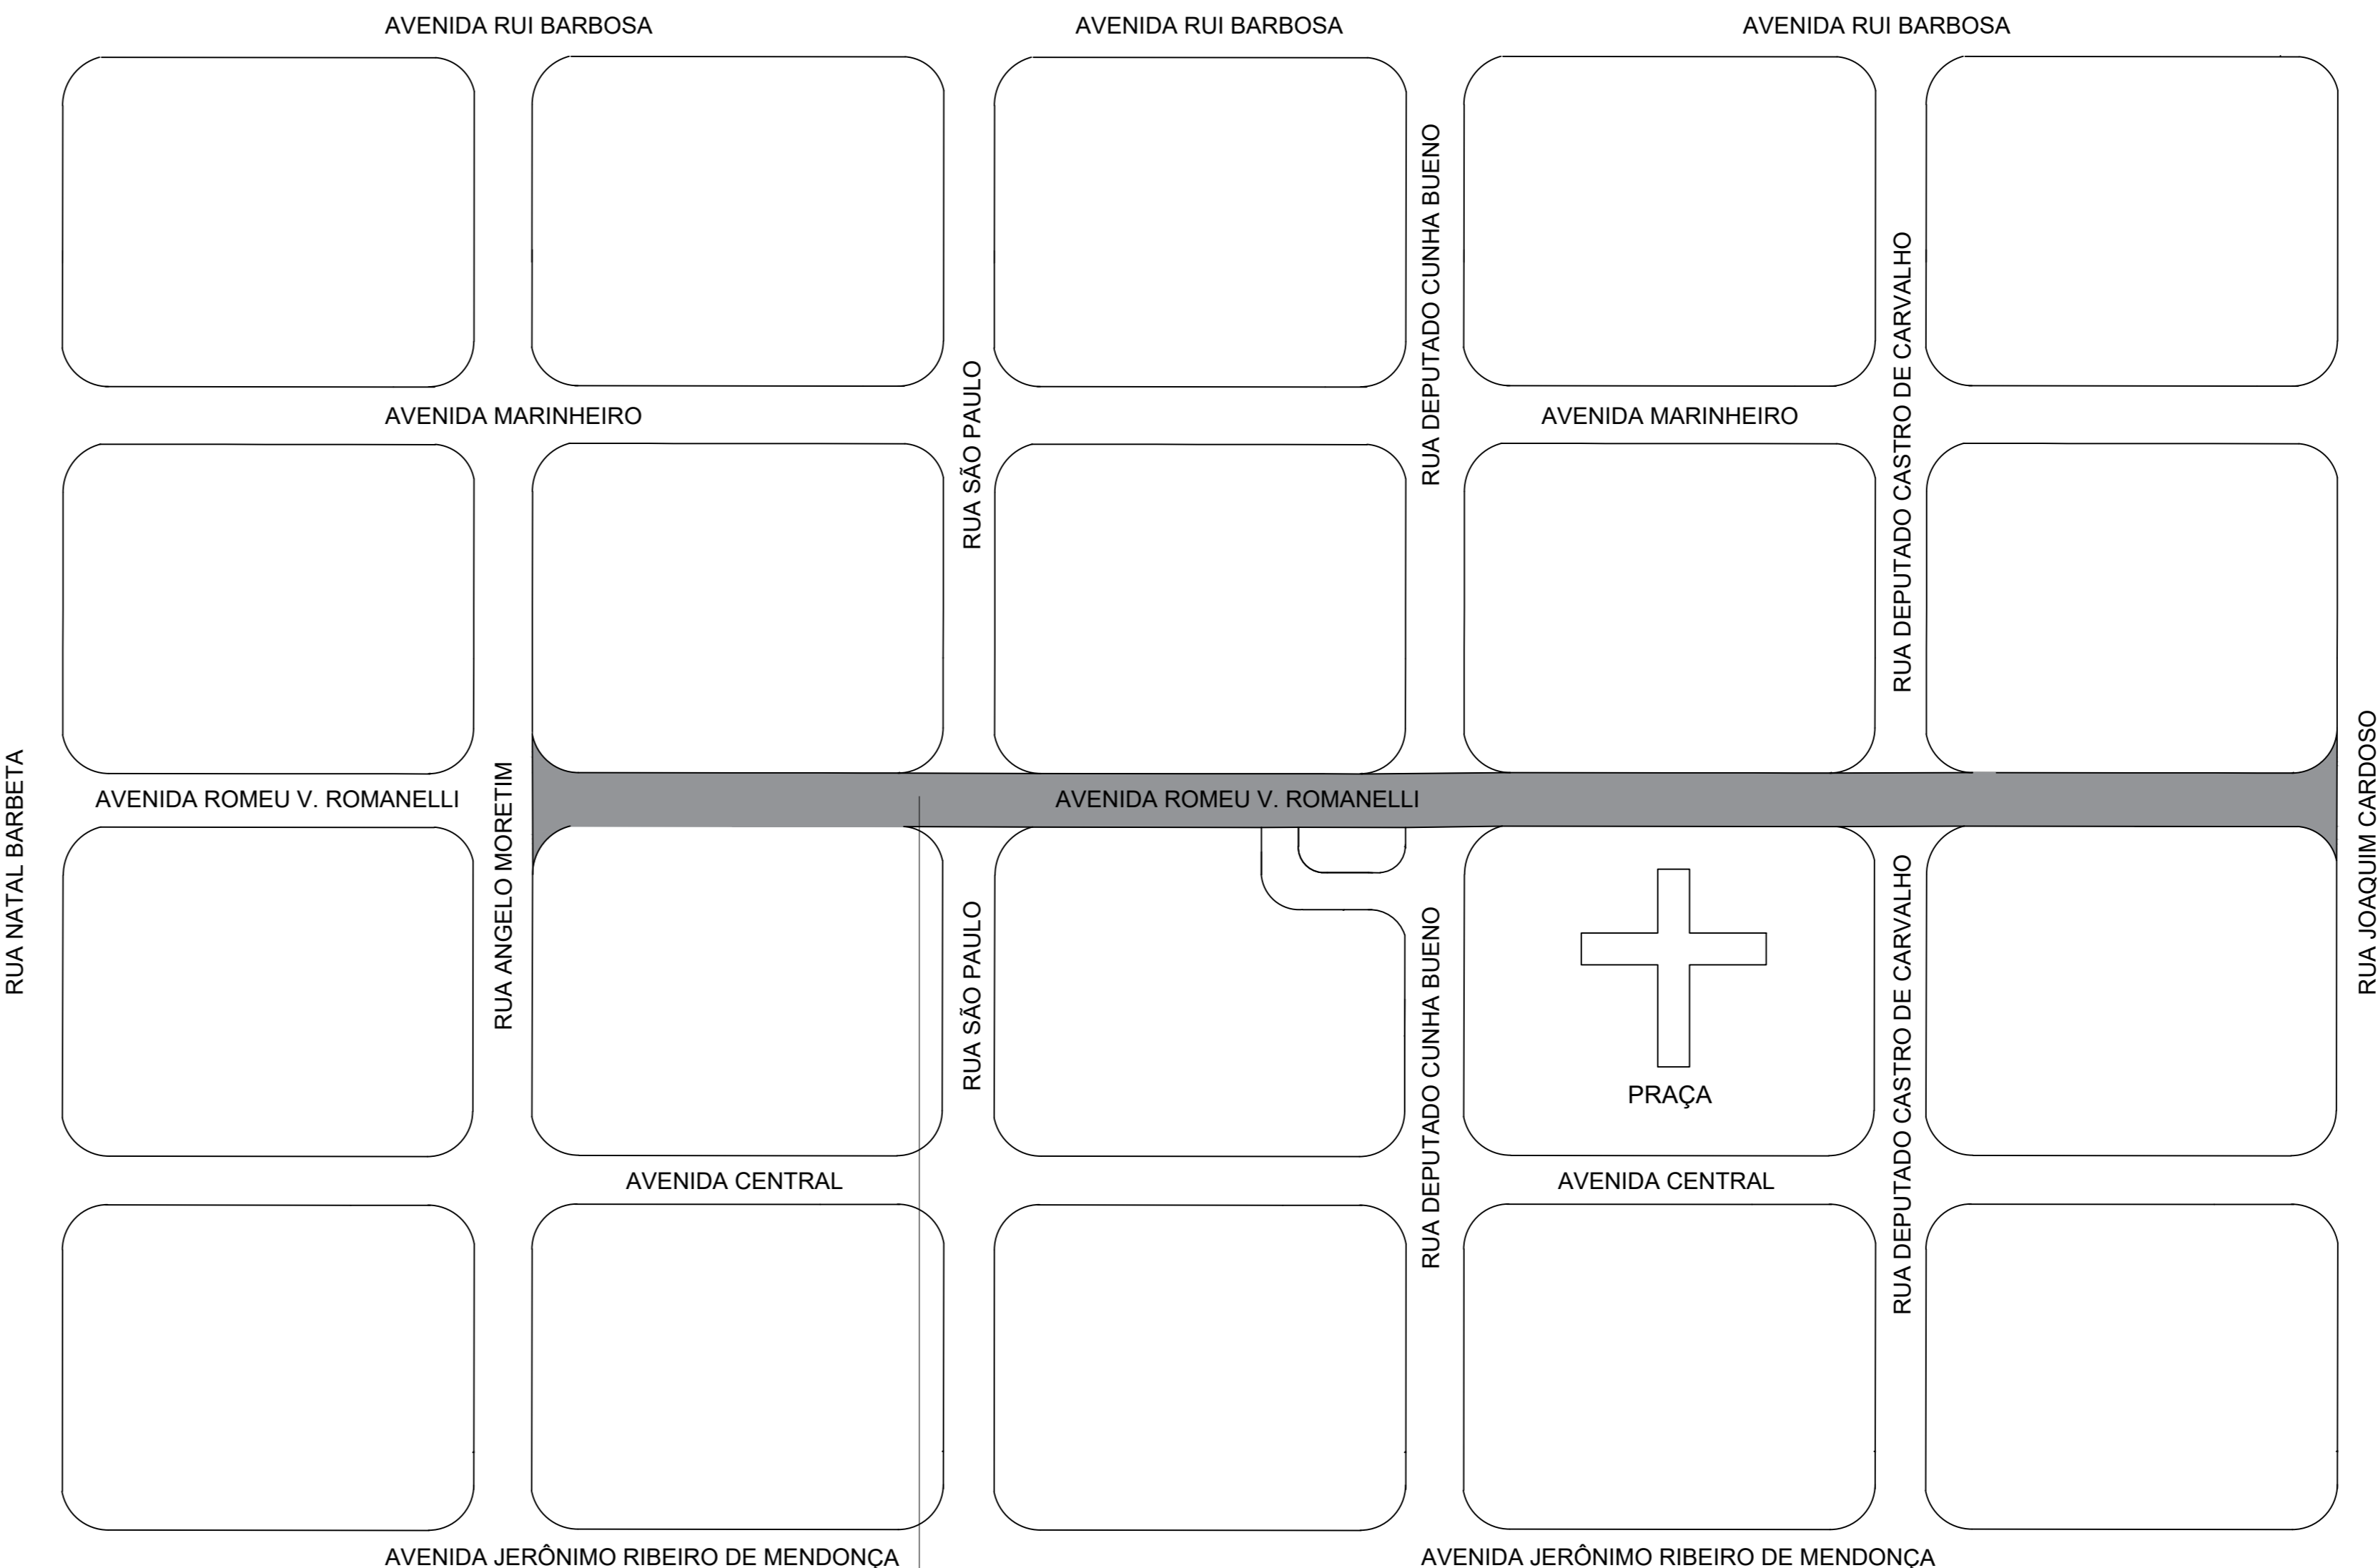 AVENIDA RUI BARBOSA
AVENIDA RUI BARBOSA
AVENIDA RUI BARBOSA
RUA DEPUTADO CUNHA BUENO
RUA DEPUTADO CASTRO DE CARVALHO
RUA SÃO PAULO
AVENIDA MARINHEIRO
AVENIDA MARINHEIRO
RUA NATAL BARBETA
AVENIDA ROMEU V. ROMANELLI
RUA ANGELO MORETIM
AVENIDA ROMEU V. ROMANELLI
RUA JOAQUIM CARDOSO
RUA SÃO PAULO
RUA DEPUTADO CUNHA BUENO
PRAÇA
RUA DEPUTADO CASTRO DE CARVALHO
AVENIDA CENTRAL
AVENIDA CENTRAL
AVENIDA JERÔNIMO RIBEIRO DE MENDONÇA
AVENIDA JERÔNIMO RIBEIRO DE MENDONÇA